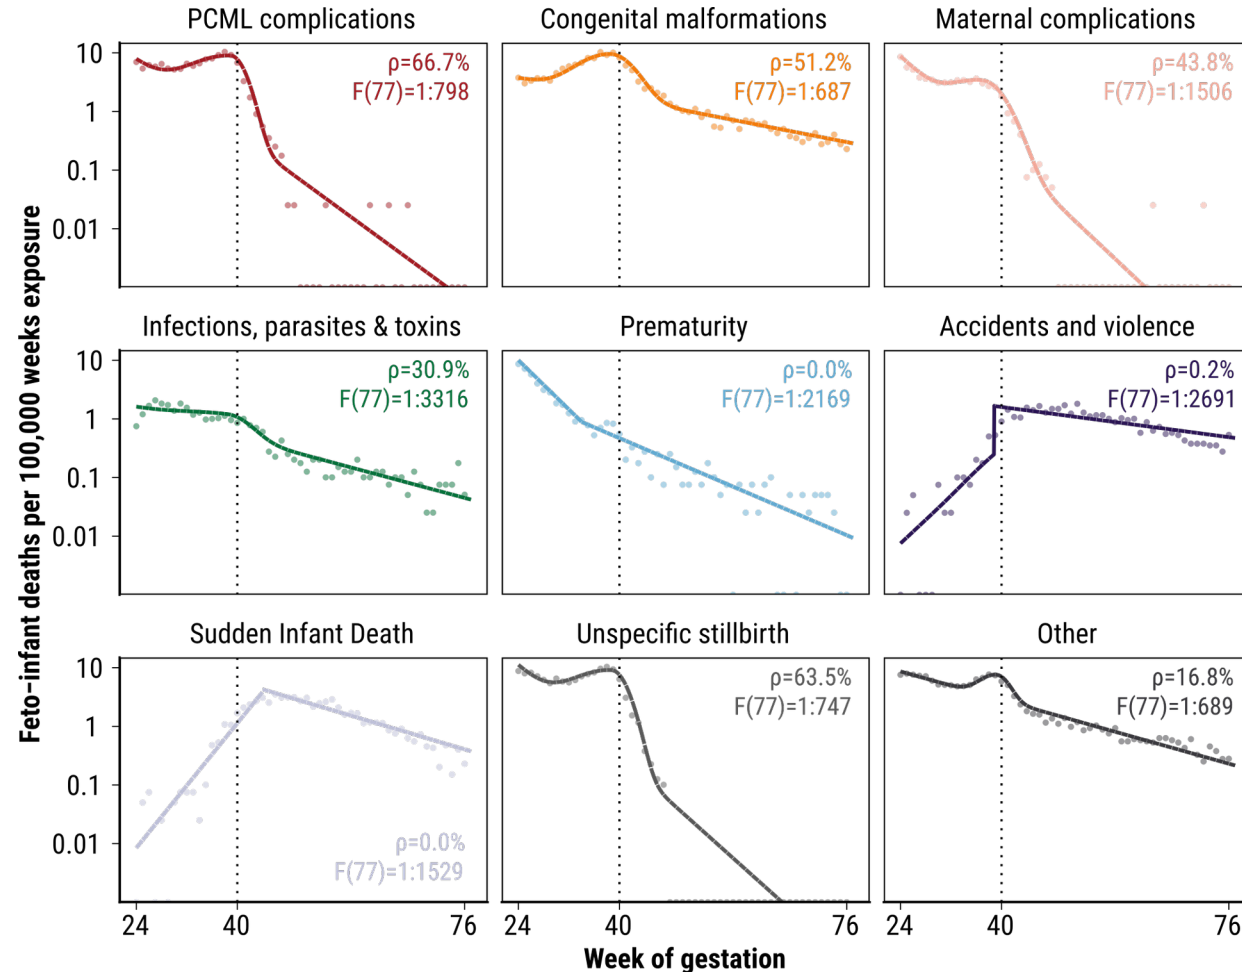 PCML complications
Congenital malformations
Maternal complications
Feto−infant deaths per 100,000 weeks exposure
10
1
0.1
0.01
ρ=66.7%
F(77)=1:798
ρ=51.2%
F(77)=1:687
ρ=43.8%
F(77)=1:1506
Infections, parasites & toxins
Prematurity
Accidents and violence
10
1
0.1
0.01
ρ=30.9%
F(77)=1:3316
ρ=0.0%
F(77)=1:2169
ρ=0.2%
F(77)=1:2691
Sudden Infant Death
Unspecific stillbirth
Other
10
1
0.1
0.01
ρ=0.0%
F(77)=1:1529
ρ=63.5%
F(77)=1:747
ρ=16.8%
F(77)=1:689
24 40 76
24 40 76
24 40 76
Week of gestation